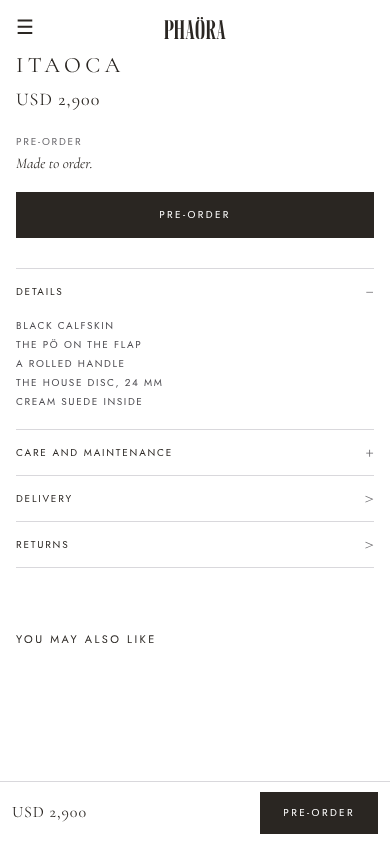 PHAÖRA
ITAOCA
USD 2,900
PRE-ORDER
Made to order.
PRE-ORDER
DETAILS
BLACK CALFSKIN
THE PÖ ON THE FLAP
A ROLLED HANDLE
THE HOUSE DISC, 24 MM
CREAM SUEDE INSIDE
CARE AND MAINTENANCE
DELIVERY
RETURNS
YOU MAY ALSO LIKE
USD 2,900
PRE-ORDER